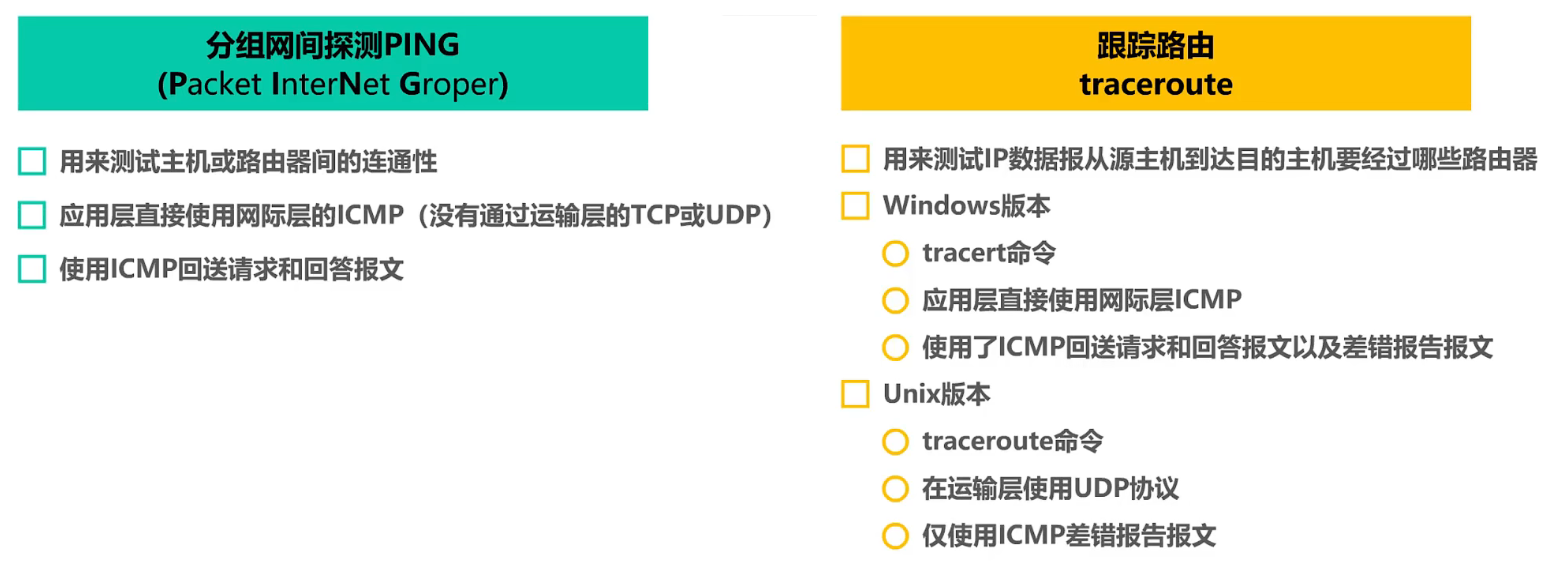 分组网间探测PING
(Packet InterNet Groper)
用来测试主机或路由器间的连通性
应用层直接使用网际层的ICMP（没有通过运输层的TCP或UDP）
使用ICMP回送请求和回答报文
跟踪路由
traceroute
用来测试IP数据报从源主机到达目的主机要经过哪些路由器
Windows版本
tracert命令
应用层直接使用网际层ICMP
使用了ICMP回送请求和回答报文以及差错报告报文
Unix版本
traceroute命令
在运输层使用UDP协议
仅使用ICMP差错报告报文